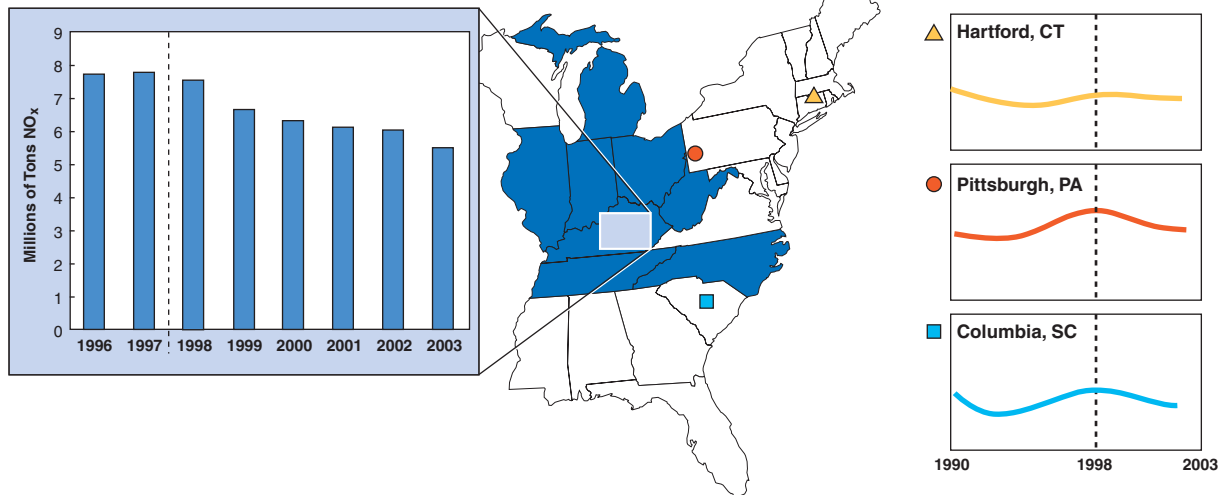 Millions of Tons NOx
9
8
7
6
5
4
3
2
1
0
1996 1997 1998 1999 2000 2001 2002 2003
Hartford, CT
Pittsburgh, PA
Columbia, SC
1990 1998 2003